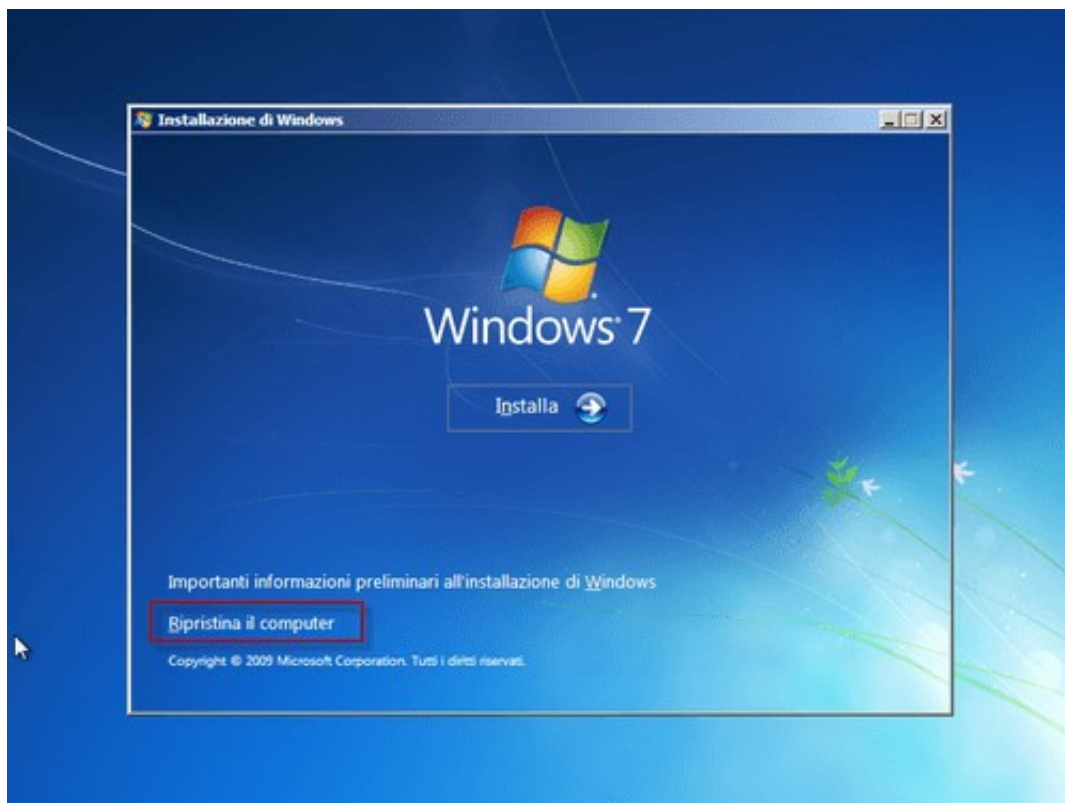 Installazione di Windows
Windows 7
Installa
Importanti informazioni preliminari all'installazione di Windows
Ripristina il computer
Copyright © 2009 Microsoft Corporation. Tutti i diritti riservati.